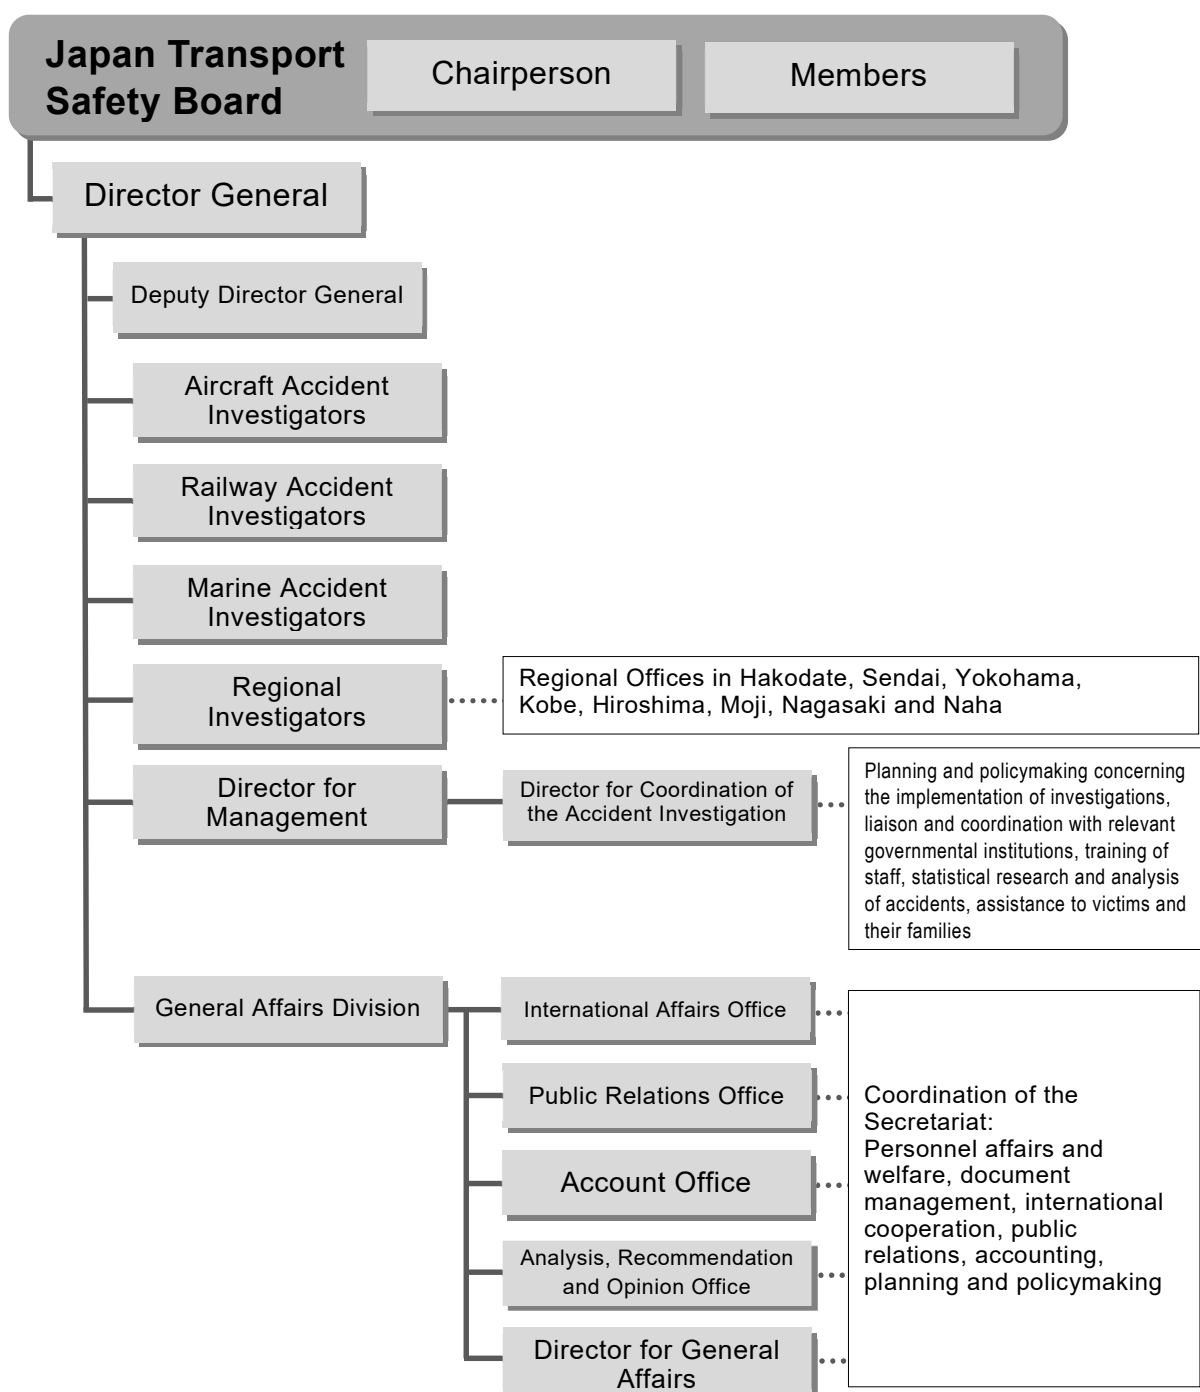 Japan Transport
Safety Board
Chairperson
Members
Director General
Deputy Director General
Aircraft Accident
Investigators
Railway Accident
Investigators
Marine Accident
Investigators
Regional
Investigators
Regional Offices in Hakodate, Sendai, Yokohama,
Kobe, Hiroshima, Moji, Nagasaki and Naha
Director for
Management
Director for Coordination of
the Accident Investigation
Planning and policymaking concerning
the implementation of investigations,
liaison and coordination with relevant
governmental institutions, training of
staff, statistical research and analysis
of accidents, assistance to victims and
their families
General Affairs Division
International Affairs Office
Public Relations Office
Account Office
Analysis, Recommendation
and Opinion Office
Director for General
Affairs
Coordination of the
Secretariat:
Personnel affairs and
welfare, document
management, international
cooperation, public
relations, accounting,
planning and policymaking